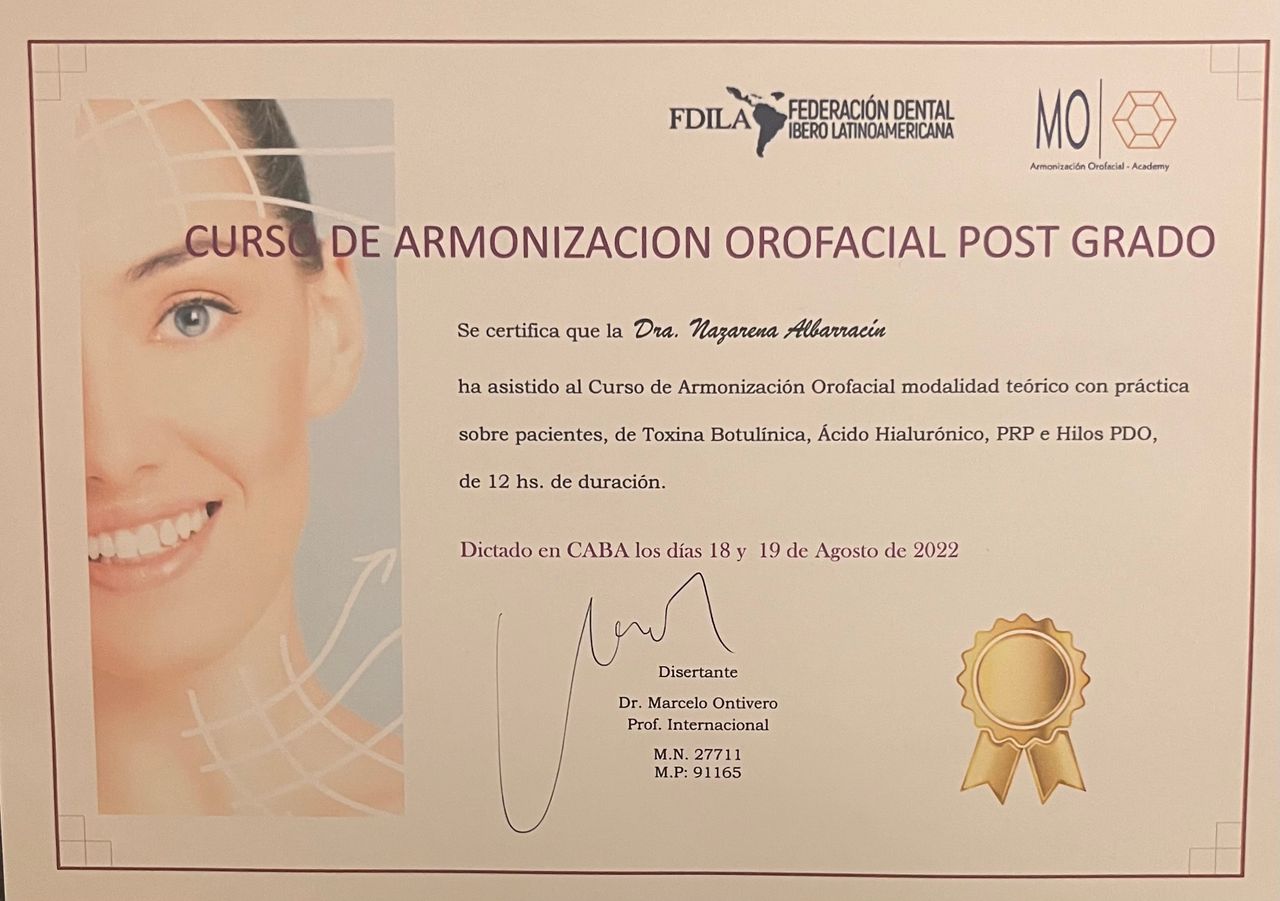 FDILA
FEDERACIÓN DENTAL
IBERO LATINOAMERICANA
MO
Armonización Orofacial - Academy
CURSO DE ARMONIZACION OROFACIAL POST GRADO
Se certifica que la Dra. Nazarena Albarracín
ha asistido al Curso de Armonización Orofacial modalidad teórico con práctica
sobre pacientes, de Toxina Botulínica, Ácido Hialurónico, PRP e Hilos PDO,
de 12 hs. de duración.
Dictado en CABA los días 18 y 19 de Agosto de 2022
Disertante
Dr. Marcelo Ontivero
Prof. Internacional
M.N. 27711
M.P: 91165